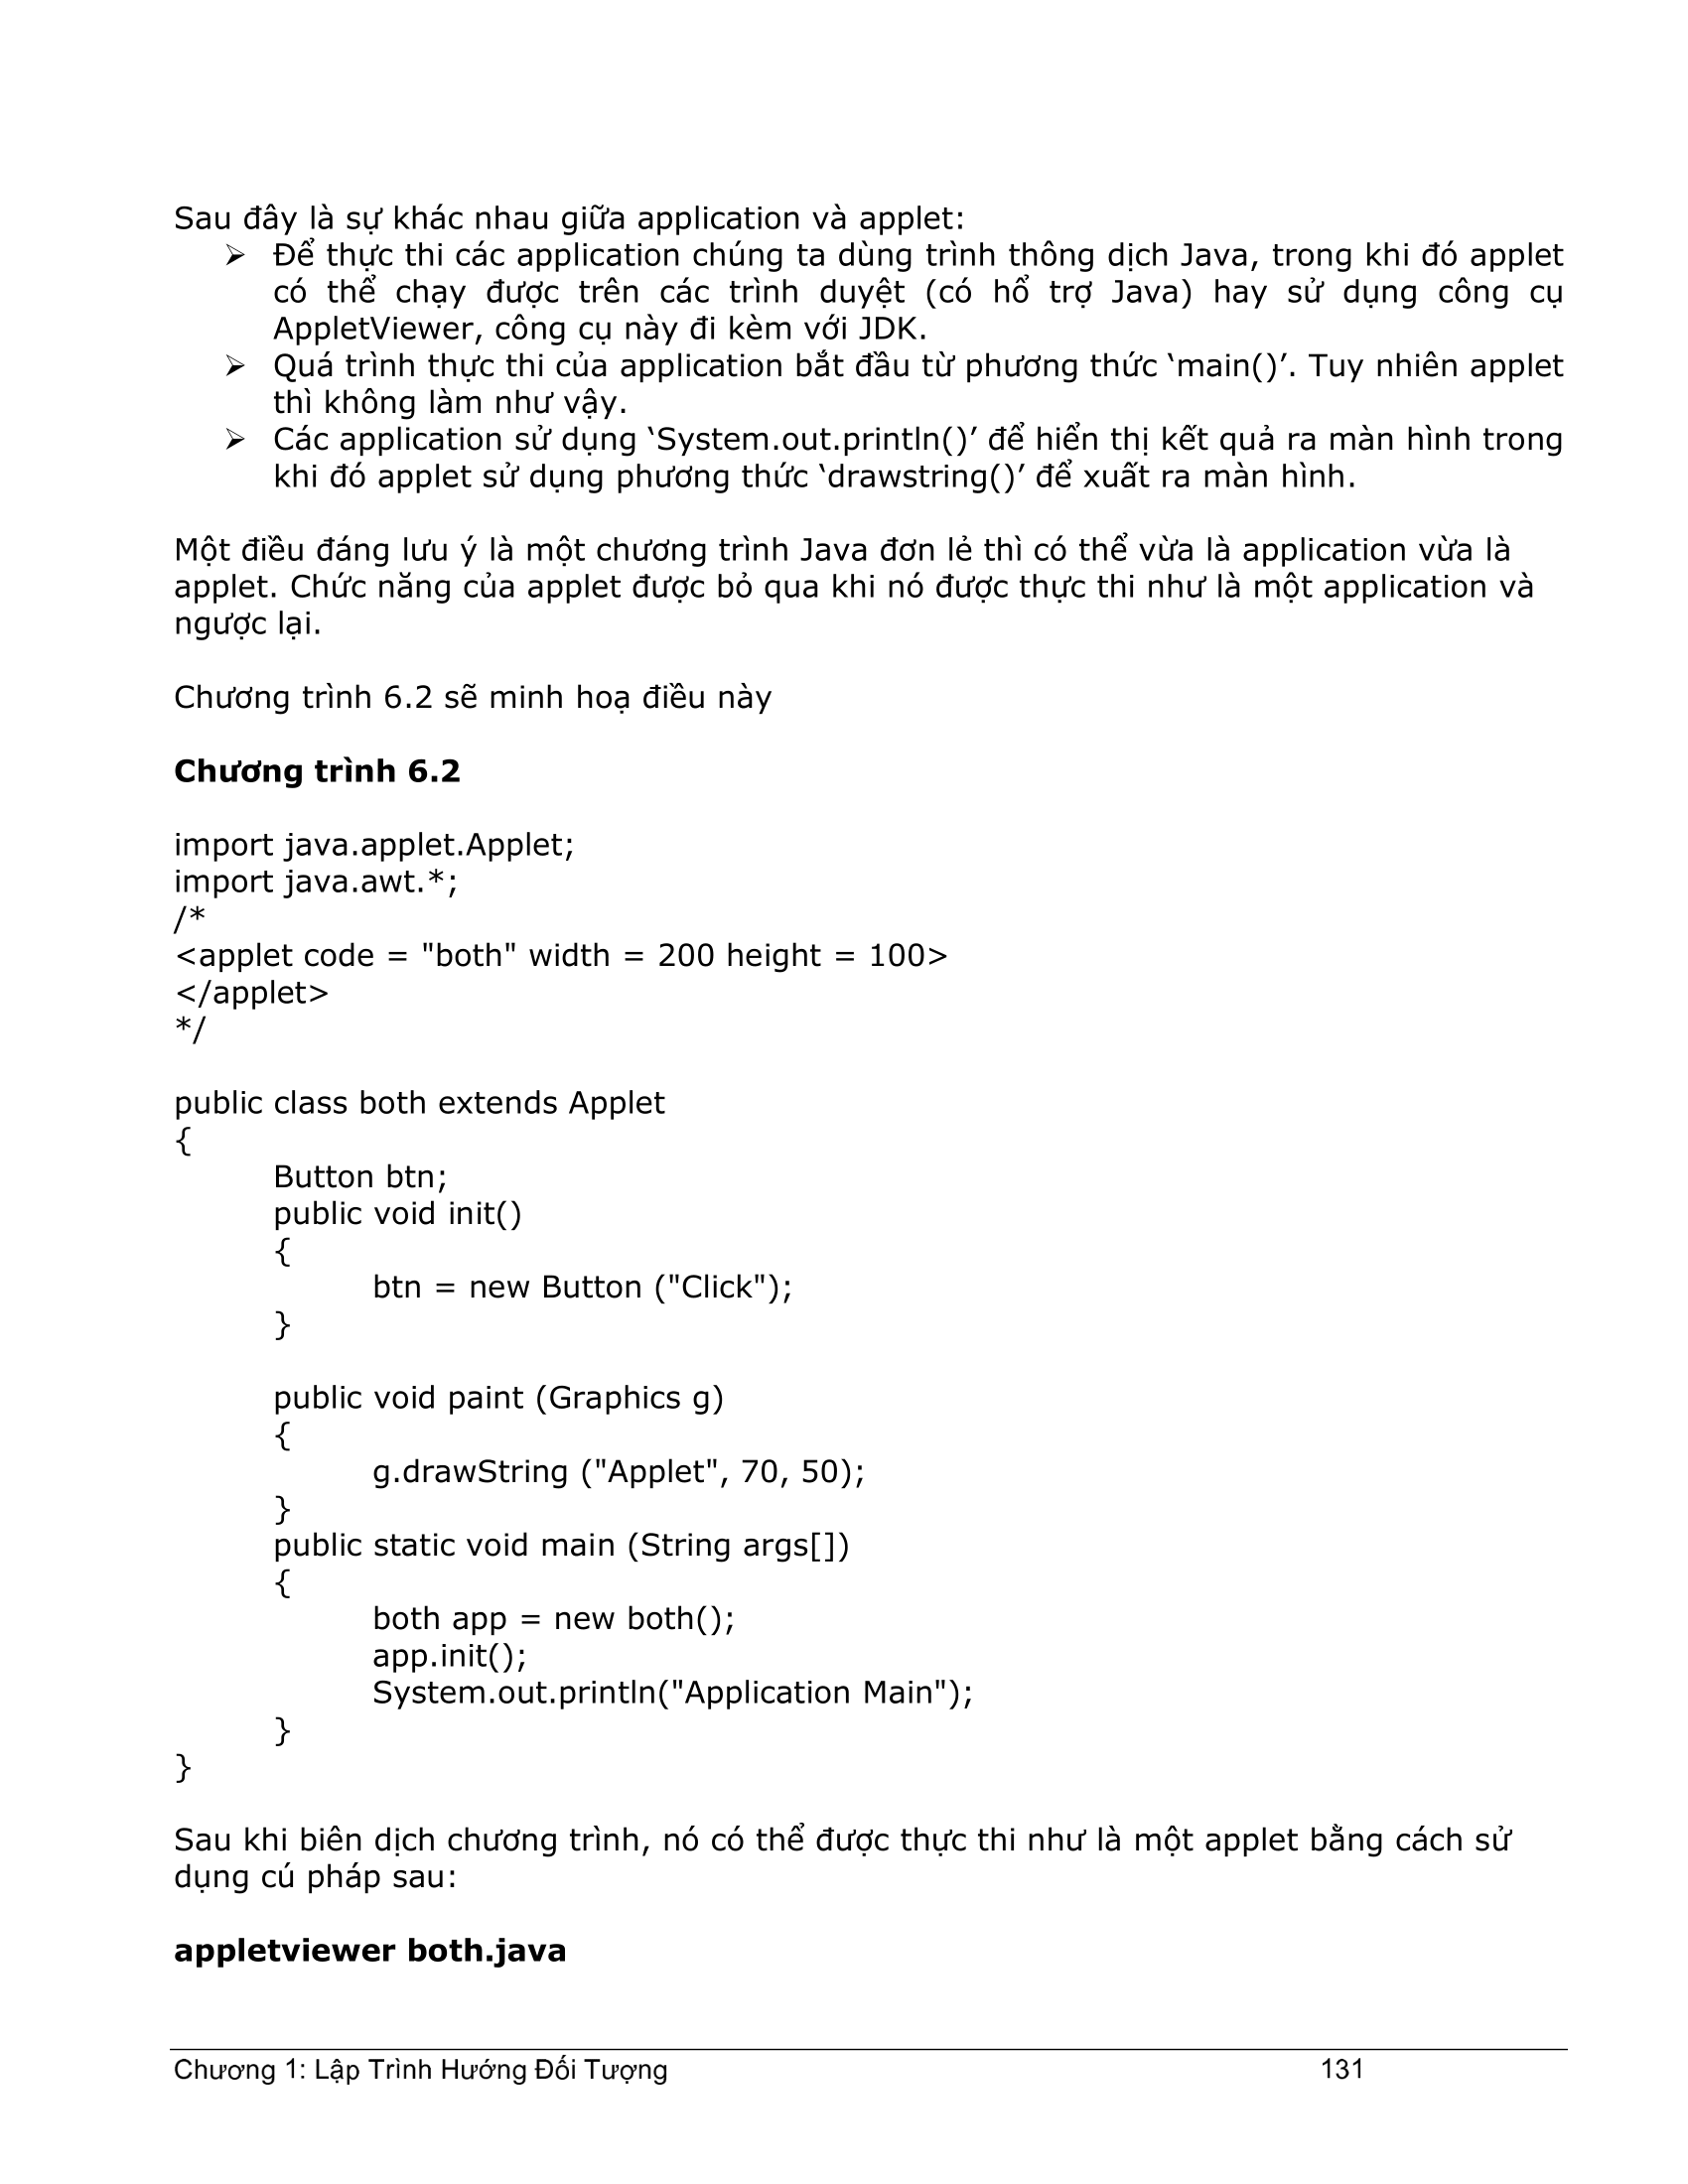 Sau đây là sự khác nhau giữa application và applet:
➢ Để thực thi các application chúng ta dùng trình thông dịch Java, trong khi đó applet
có thể chạy được trên các trình duyệt (có hổ trợ Java) hay sử dụng công cụ
AppletViewer, công cụ này đi kèm với JDK.
➢ Quá trình thực thi của application bắt đầu từ phương thức ‘main()’. Tuy nhiên applet
thì không làm như vậy.
➢ Các application sử dụng ‘System.out.println()’ để hiển thị kết quả ra màn hình trong
khi đó applet sử dụng phương thức ‘drawstring()’ để xuất ra màn hình.
Một điều đáng lưu ý là một chương trình Java đơn lẻ thì có thể vừa là application vừa là
applet. Chức năng của applet được bỏ qua khi nó được thực thi như là một application và
ngược lại.
Chương trình 6.2 sẽ minh hoạ điều này
Chương trình 6.2
import java.applet.Applet;
import java.awt.*;
/*
<applet code = "both" width = 200 height = 100>
</applet>
*/
public class both extends Applet
{
Button btn;
public void init()
{
btn = new Button ("Click");
}
public void paint (Graphics g)
{
g.drawString ("Applet", 70, 50);
}
public static void main (String args[])
{
both app = new both();
app.init();
System.out.println("Application Main");
}
}
Sau khi biên dịch chương trình, nó có thể được thực thi như là một applet bằng cách sử
dụng cú pháp sau:
appletviewer both.java
Chương 1: Lập Trình Hướng Đối Tượng 131